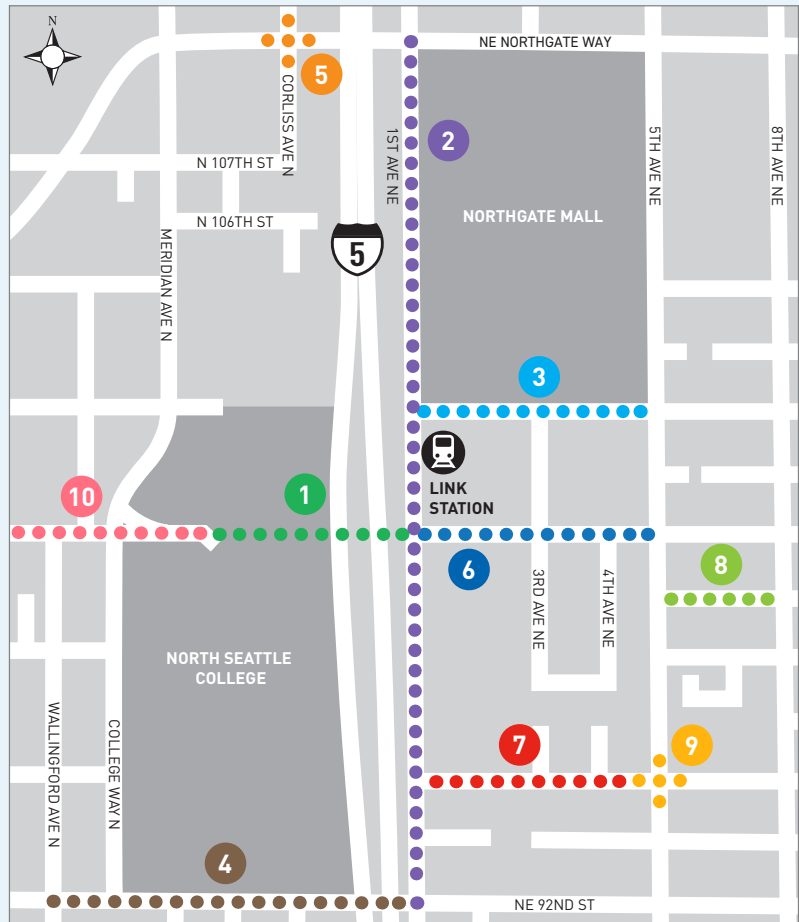 N
NE NORTHGATE WAY
5
CORLISS AVE N
1ST AVE NE
2
5TH AVE NE
8TH AVE NE
N 107TH ST
N 106TH ST
NORTHGATE MALL
MERIDIAN AVE N
5
3
LINK
STATION
10
1
6
8
3RD AVE NE
4TH AVE NE
NORTH SEATTLE
COLLEGE
WALLINGFORD AVE N
COLLEGE WAY N
7
9
4
NE 92ND ST